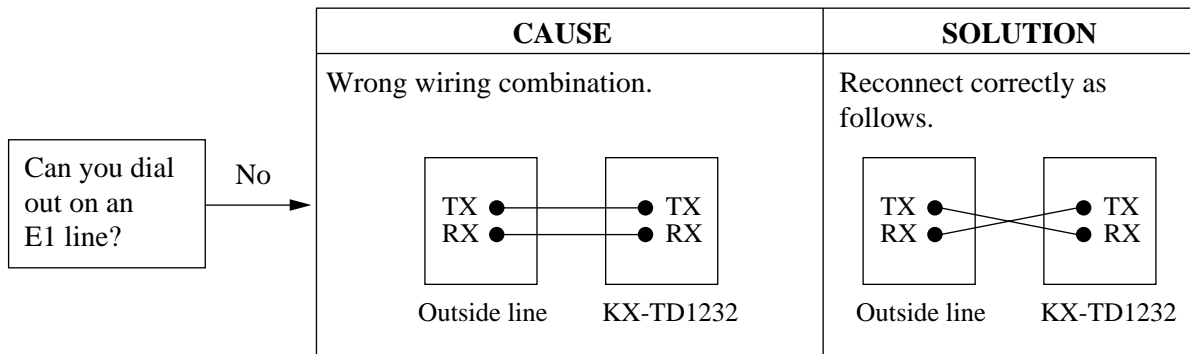 CAUSE
SOLUTION
Can you dial
out on an
E1 line?
No
Wrong wiring combination.
TX TX
RX RX
Outside line KX-TD1232
Reconnect correctly as
follows.
TX TX
RX RX
Outside line KX-TD1232